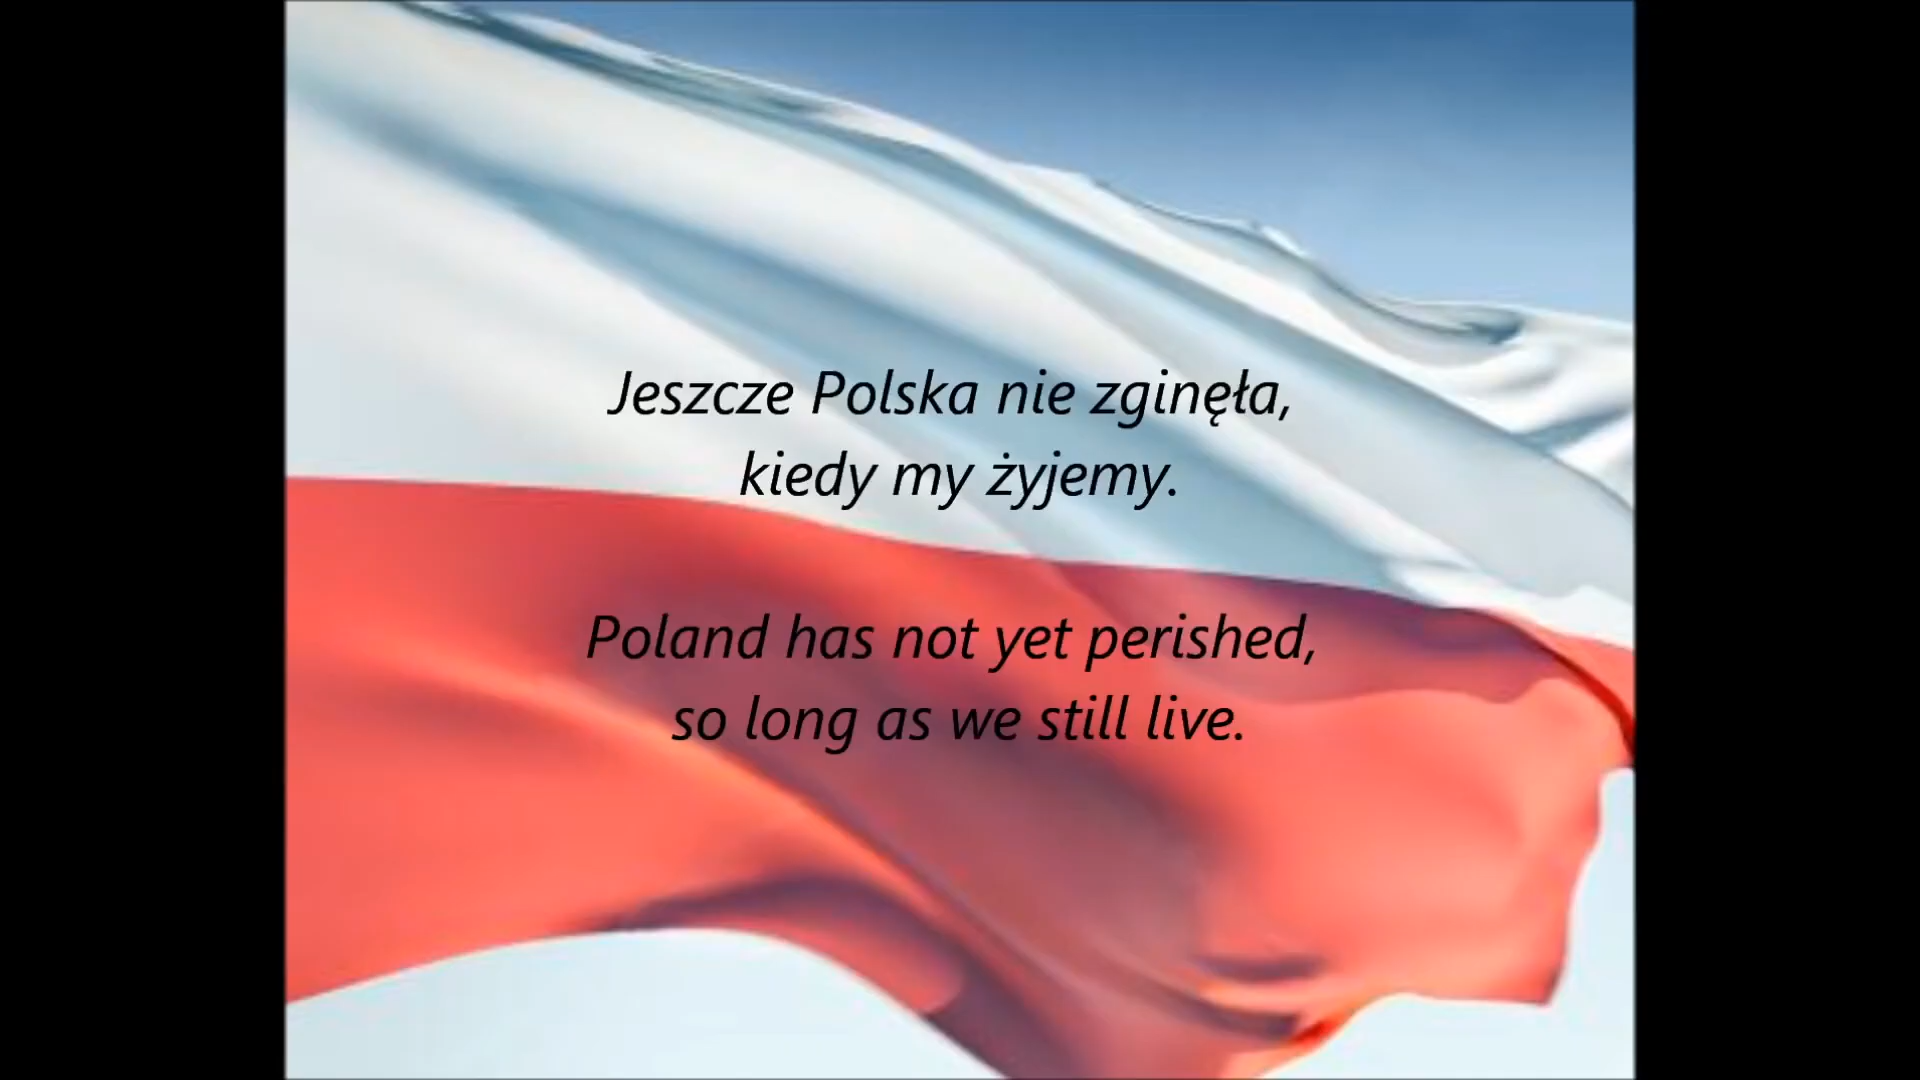 Jeszcze Polska nie zginęła,
kiedy my żyjemy.
Poland has not yet perished,
so long as we still live.